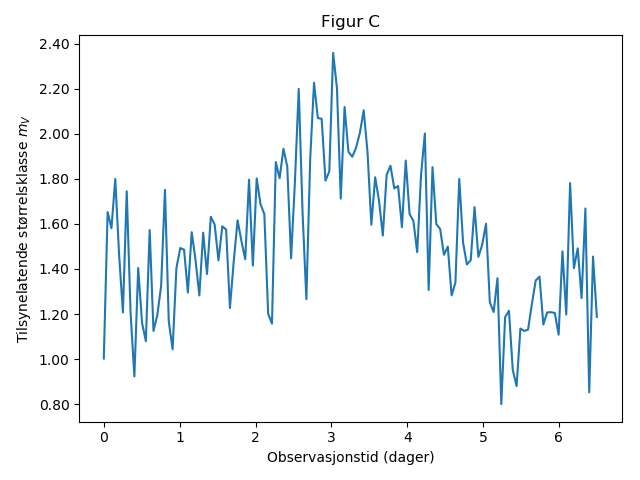 Figur C
Tilsynelatende størrelsklasse $m_V$
2.40
2.20
2.00
1.80
1.60
1.40
1.20
1.00
0.80
0 1 2 3 4 5 6
Observasjonstid (dager)